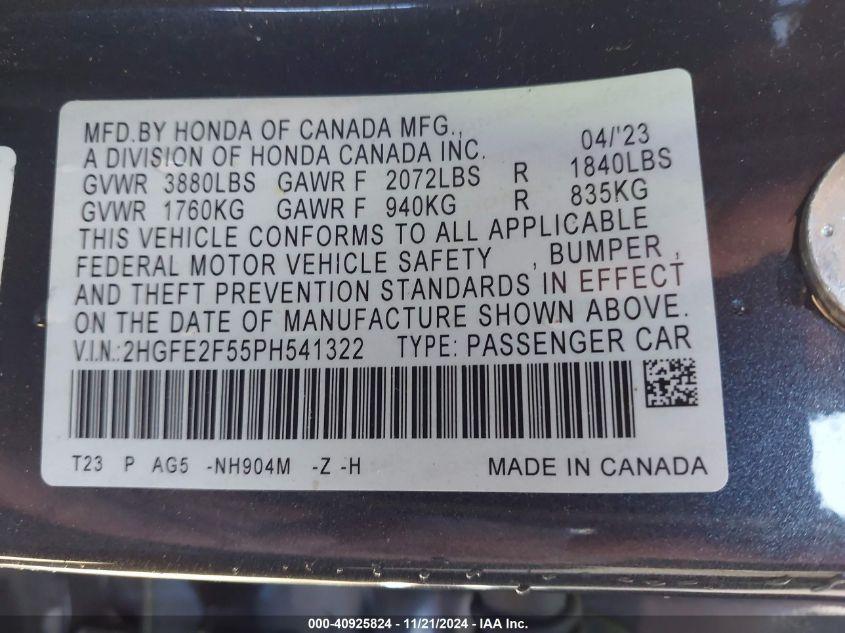 MFD.BY HONDA OF CANADA MFG., 04/'23
A DIVISION OF HONDA CANADA INC.
GVWR 3880LBS GAWR F 2072LBS R 1840LBS
GVWR 1760KG GAWR F 940KG R 835KG
THIS VEHICLE CONFORMS TO ALL APPLICABLE
FEDERAL MOTOR VEHICLE SAFETY , BUMPER ,
AND THEFT PREVENTION STANDARDS IN EFFECT
ON THE DATE OF MANUFACTURE SHOWN ABOVE.
V.I.N.:2HGFE2F55PH541322 TYPE: PASSENGER CAR
T23 P AG5 -NH904M -Z -H MADE IN CANADA
000-40925824 | 11/21/2024 | IAA Inc.